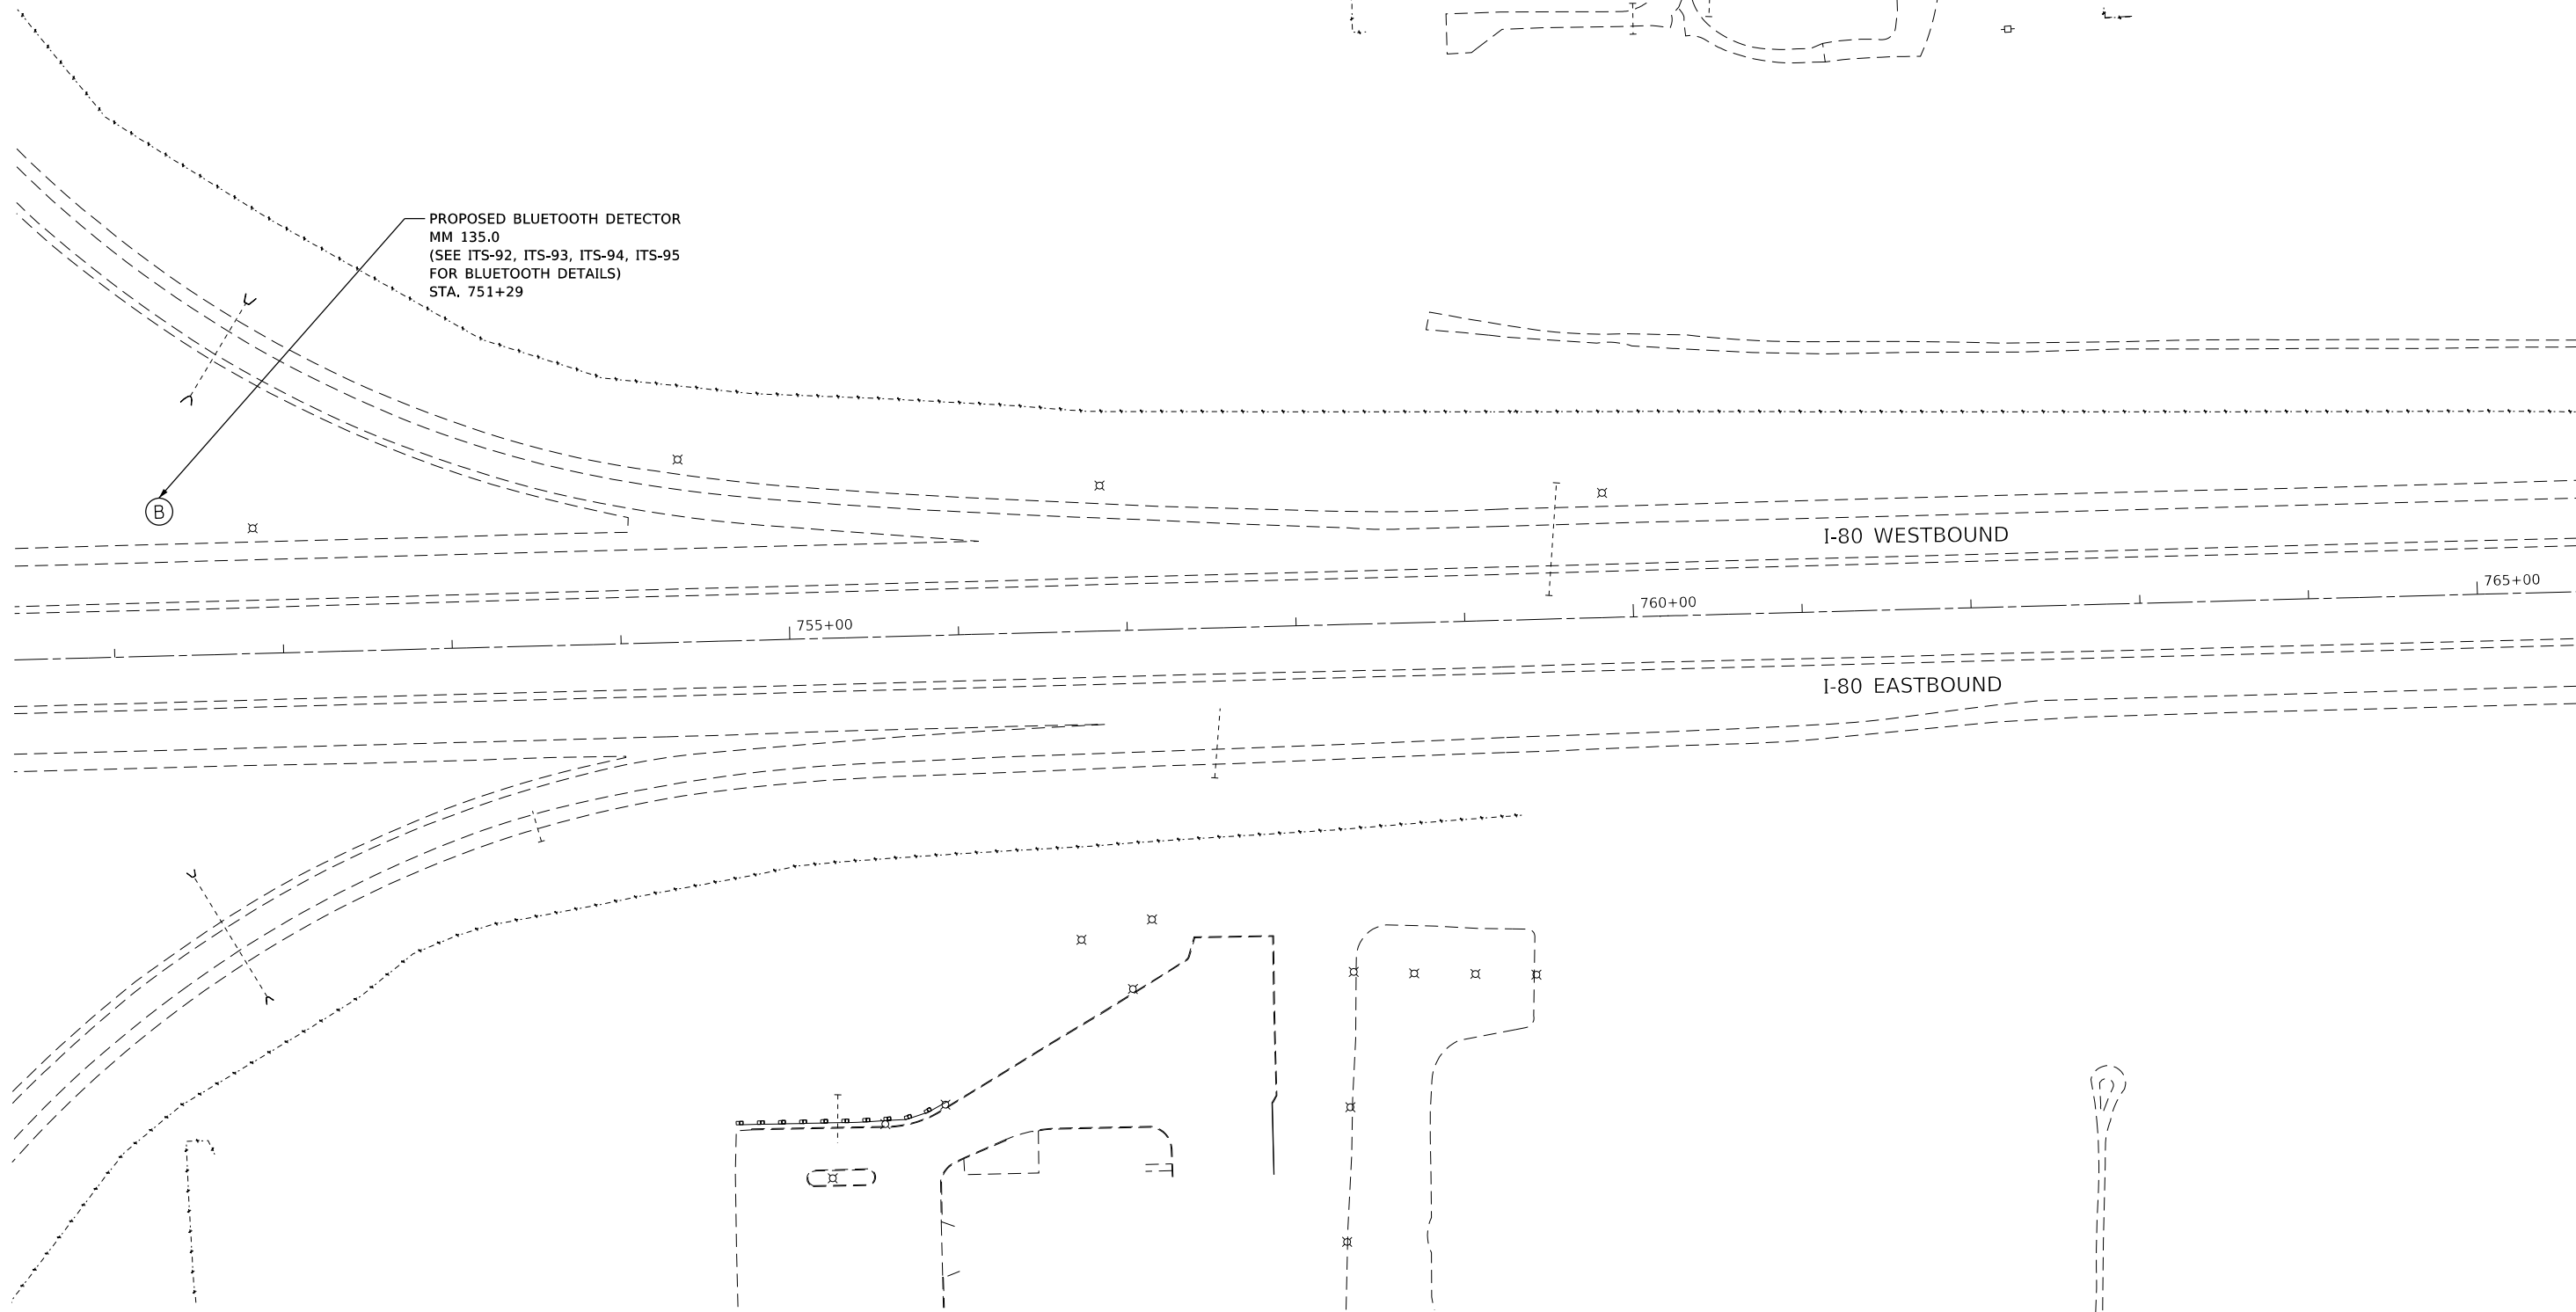 PROPOSED BLUETOOTH DETECTOR
MM 135.0
(SEE ITS-92, ITS-93, ITS-94, ITS-95
FOR BLUETOOTH DETAILS)
STA. 751+29
B
I-80 WESTBOUND
765+00
760+00
755+00
I-80 EASTBOUND